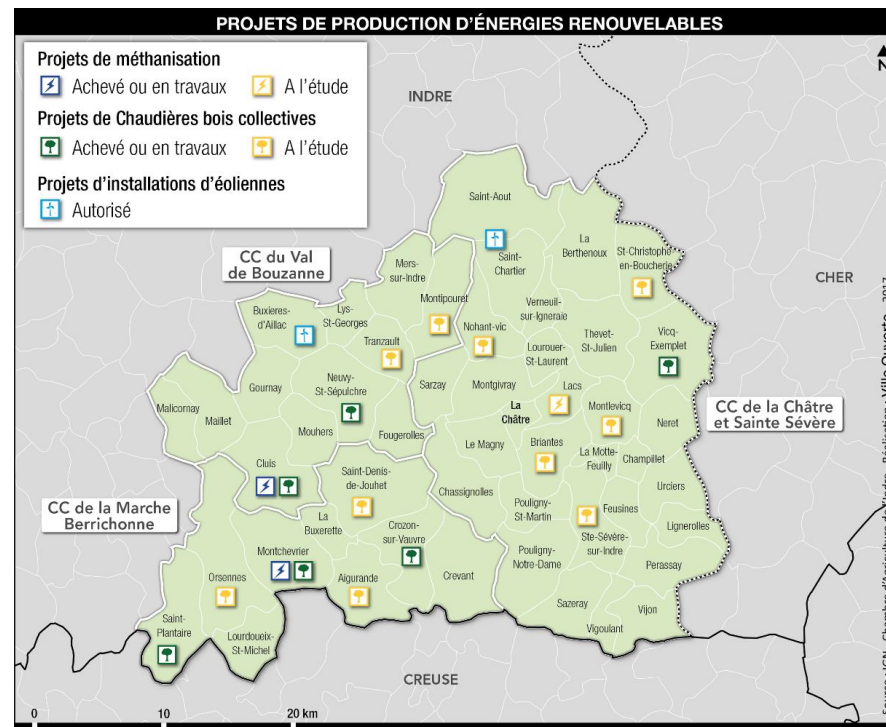 PROJETS DE PRODUCTION D'ÉNERGIES RENOUVELABLES
Projets de méthanisation
Achevé ou en travaux
A l'étude
Projets de Chaudières bois collectives
Achevé ou en travaux
A l'étude
Projets d'installations d'éoliennes
Autorisé
N
INDRE
CHER
CREUSE
CC du Val
de Bouzanne
CC de la Châtre
et Sainte Sévère
CC de la Marche
Berrichonne
Saint-Aout
La
Berthenoux
St-Christophe-
en-Boucherie
Saint-
Chartier
Mers-
sur-Indre
Montipouret
Buxieres-
d'Aillac
Lys-
St-Georges
Verneuil-
sur-Igneraie
Nohant-vic
Thevet-
St-Julien
Vicq-
Exemplet
Tranzault
Lourouer-
St-Laurent
Neuvy-
St-Sépulchre
Gournay
Sarzay
Montgivray
Lacs
Malicornay
Maillet
La
Châtre
Montlevicq
Neret
Mouhers
Fougerolles
Le Magny
Briantes
La Motte-
Feuilly
Champillet
Cluis
Saint-Denis-
de-Jouhet
Chassignolles
Urciers
Pouligny-
St-Martin
Feusines
Lignerolles
La
Buxerette
Crozon-
sur-Vauvre
Ste-Sévère-
sur-Indre
Montchevrier
Pouligny-
Notre-Dame
Perassay
Orsennes
Aigurande
Crevant
Sazeray
Vijon
Saint-
Plantaire
Lourdoueix-
St-Michel
Vigoulant
0
10
20 km